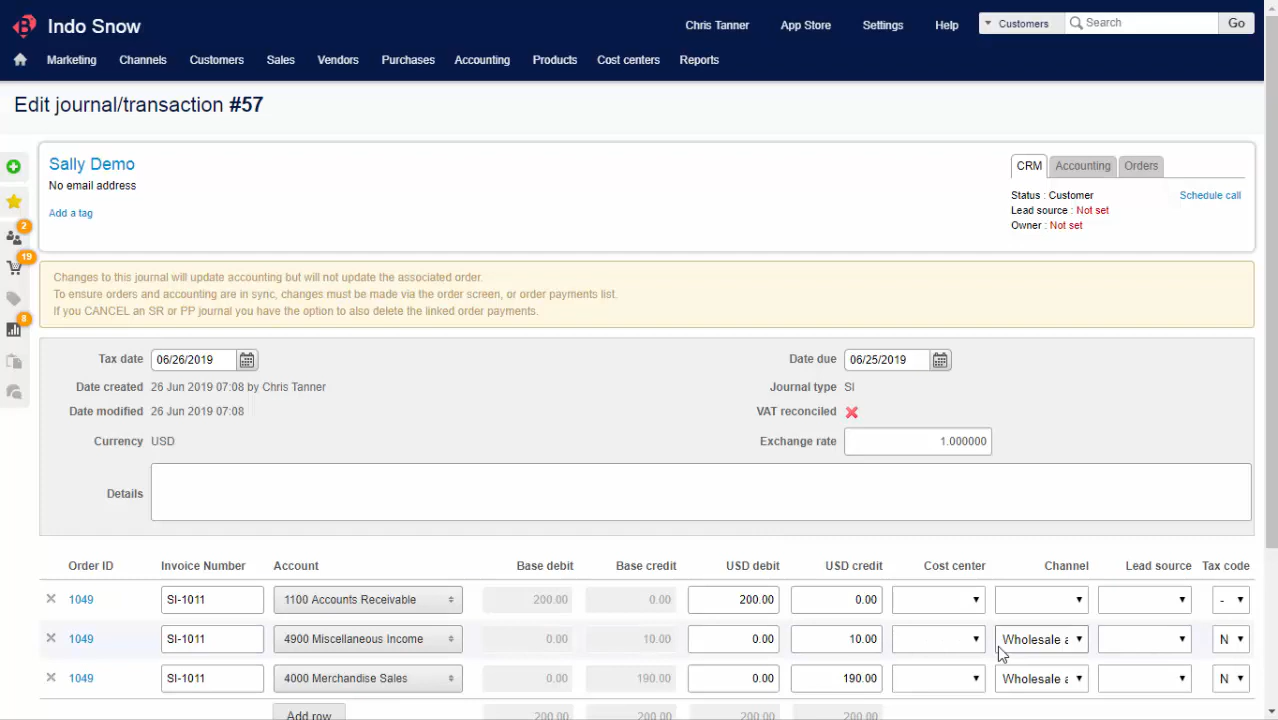 Indo Snow
Chris Tanner App Store Settings Help Customers Search Go
Marketing Channels Customers Sales Vendors Purchases Accounting Products Cost centers Reports
Edit journal/transaction #57
Sally Demo
No email address
Add a tag
CRM Accounting Orders
Status : Customer Schedule call
Lead source : Not set
Owner : Not set
2
19
8
Changes to this journal will update accounting but will not update the associated order.
To ensure orders and accounting are in sync, changes must be made via the order screen, or order payments list.
If you CANCEL an SR or PP journal you have the option to also delete the linked order payments.
Tax date 06/26/2019 Date due 06/25/2019
Date created 26 Jun 2019 07:08 by Chris Tanner Journal type SI
Date modified 26 Jun 2019 07:08 VAT reconciled
Currency USD Exchange rate 1.000000
Details
Order ID Invoice Number Account Base debit Base credit USD debit USD credit Cost center Channel Lead source Tax code
1049 SI-1011 1100 Accounts Receivable 200.00 0.00 200.00 0.00 -
1049 SI-1011 4900 Miscellaneous Income 0.00 10.00 0.00 10.00 Wholesale a N
1049 SI-1011 4000 Merchandise Sales 0.00 190.00 0.00 190.00 Wholesale a N
Add row 200.00 200.00 200.00 200.00